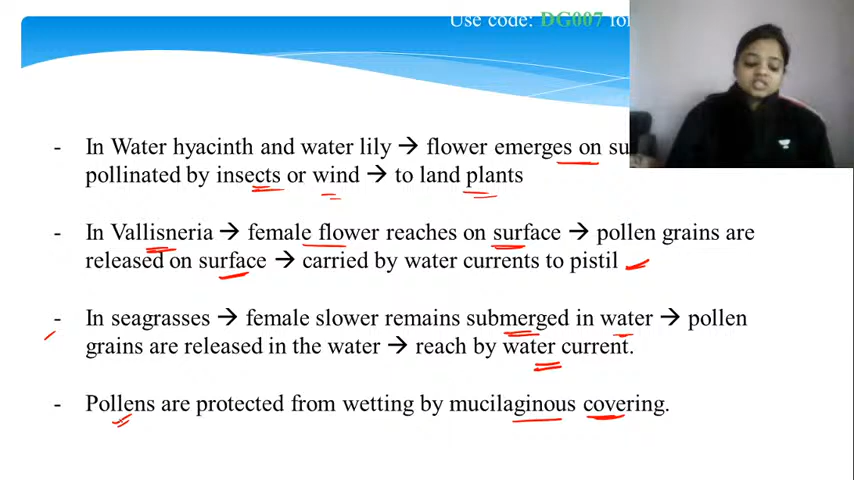 Use code: DG007 for
- In Water hyacinth and water lily → flower emerges on
pollinated by insects or wind → to land plants
- In Vallisneria → female flower reaches on surface → pollen grains are
released on surface → carried by water currents to pistil
- In seagrasses → female slower remains submerged in water → pollen
grains are released in the water → reach by water current.
- Pollens are protected from wetting by mucilaginous covering.